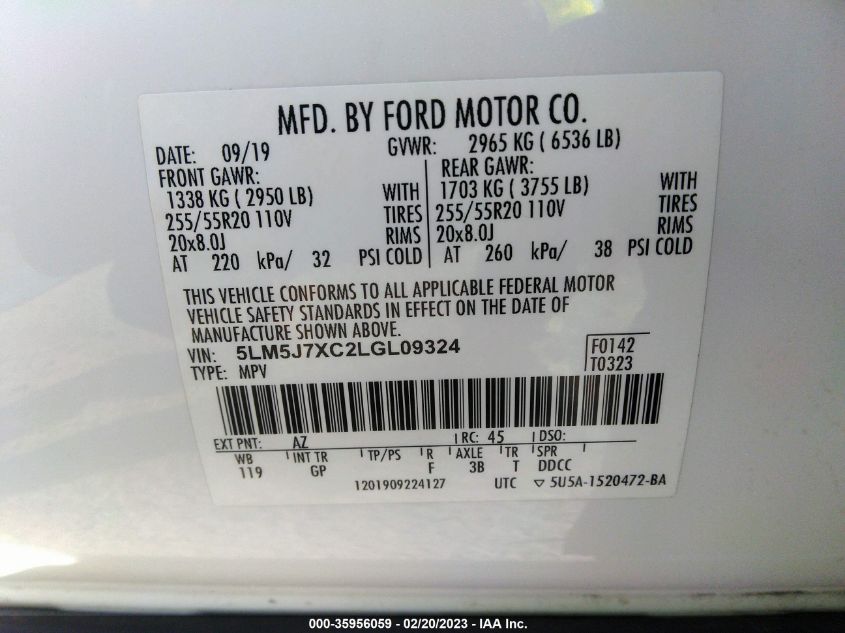 MFD. BY FORD MOTOR CO.
DATE: 09/19 GVWR: 2965 KG ( 6536 LB)
FRONT GAWR: REAR GAWR:
1338 KG ( 2950 LB) WITH 1703 KG ( 3755 LB) WITH
255/55R20 110V TIRES 255/55R20 110V TIRES
20x8.0J RIMS 20x8.0J RIMS
AT 220 kPa/ 32 PSI COLD AT 260 kPa/ 38 PSI COLD
THIS VEHICLE CONFORMS TO ALL APPLICABLE FEDERAL MOTOR
VEHICLE SAFETY STANDARDS IN EFFECT ON THE DATE OF
MANUFACTURE SHOWN ABOVE.
VIN: 5LM5J7XC2LGL09324 F0142
TYPE: MPV T0323
EXT PNT: AZ RC: 45 DSO:
WB INT TR TP/PS R AXLE TR SPR
119 GP F 3B T DDCC
1201909224127 UTC ▽ 5U5A-1520472-BA
000-35956059 - 02/20/2023 - IAA Inc.